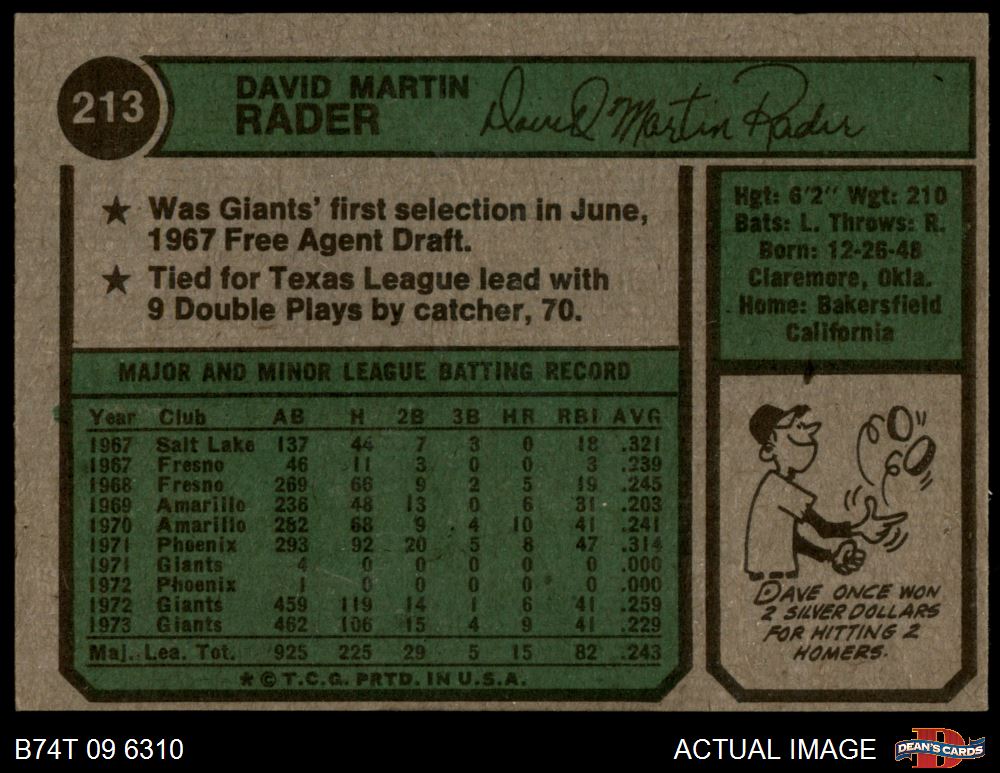 213
DAVID MARTIN
RADER
David Martin Rader
★ Was Giants' first selection in June,
1967 Free Agent Draft.
★ Tied for Texas League lead with
9 Double Plays by catcher, 70.
Hgt: 6'2" Wgt: 210
Bats: L. Throws: R.
Born: 12-26-48
Claremore, Okla.
Home: Bakersfield
California
MAJOR AND MINOR LEAGUE BATTING RECORD
Year Club AB H 2B 3B HR RBI AVG
1967 Salt Lake 137 44 7 3 0 18 .321
1967 Fresno 46 11 3 0 0 3 .239
1968 Fresno 269 66 9 2 5 19 .245
1969 Amarillo 236 48 13 0 6 31 .203
1970 Amarillo 282 68 9 4 10 41 .241
1971 Phoenix 293 92 20 5 8 47 .314
1971 Giants 4 0 0 0 0 0 .000
1972 Phoenix 1 0 0 0 0 0 .000
1972 Giants 459 119 14 1 6 41 .259
1973 Giants 462 106 15 4 9 41 .229
Maj. Lea. Tot. 925 225 29 5 15 82 .243
* © T.C.G. PRTD. IN U.S.A.
DAVE ONCE WON
2 SILVER DOLLARS
FOR HITTING 2
HOMERS.
B74T 09 6310
ACTUAL IMAGE
D
DEAN'S CARDS